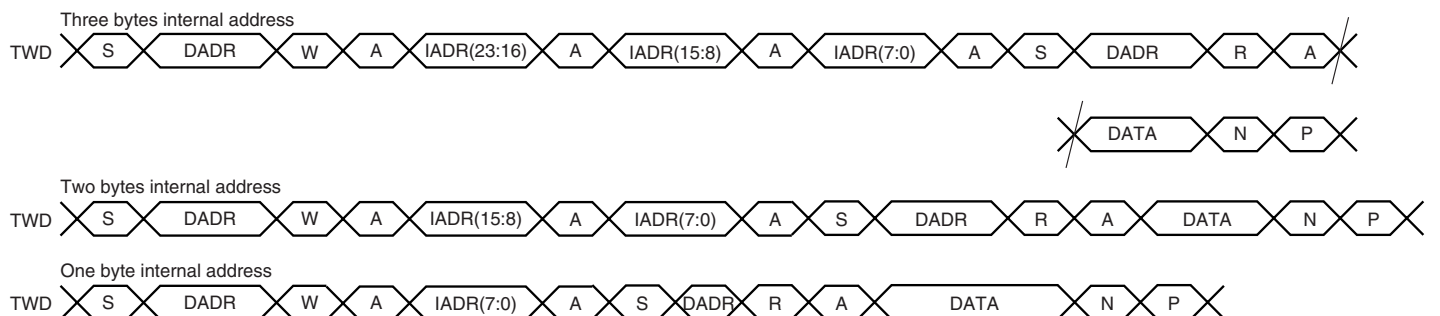 Three bytes internal address
TWD S DADR W A IADR(23:16) A IADR(15:8) A IADR(7:0) A S DADR R A
DATA N P
Two bytes internal address
TWD S DADR W A IADR(15:8) A IADR(7:0) A S DADR R A DATA N P
One byte internal address
TWD S DADR W A IADR(7:0) A S DADR R A DATA N P